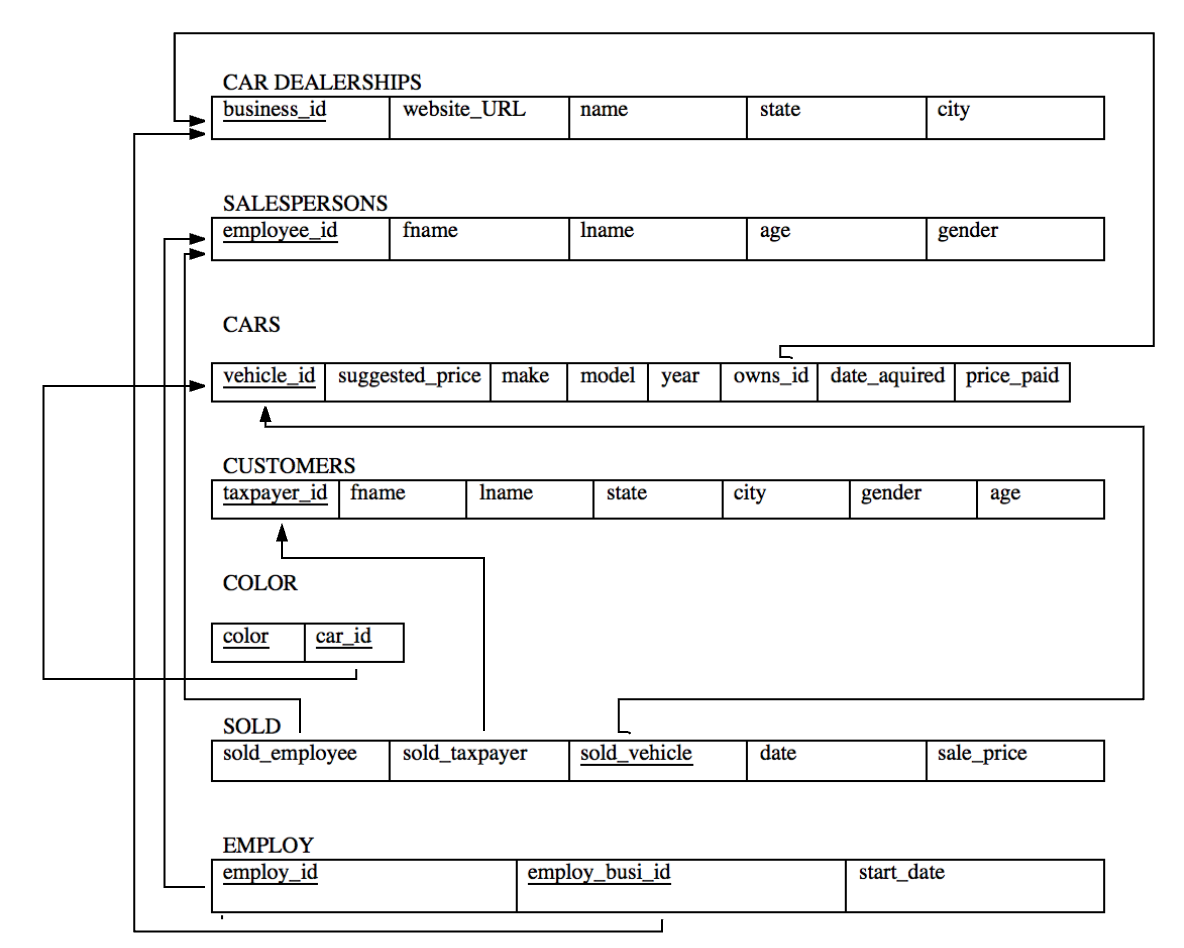 CAR DEALERSHIPS
business_id website_URL name state city
SALESPERSONS
employee_id fname lname age gender
CARS
vehicle_id suggested_price make model year owns_id date_aquired price_paid
CUSTOMERS
taxpayer_id fname lname state city gender age
COLOR
color car_id
SOLD
sold_employee sold_taxpayer sold_vehicle date sale_price
EMPLOY
employ_id employ_busi_id start_date